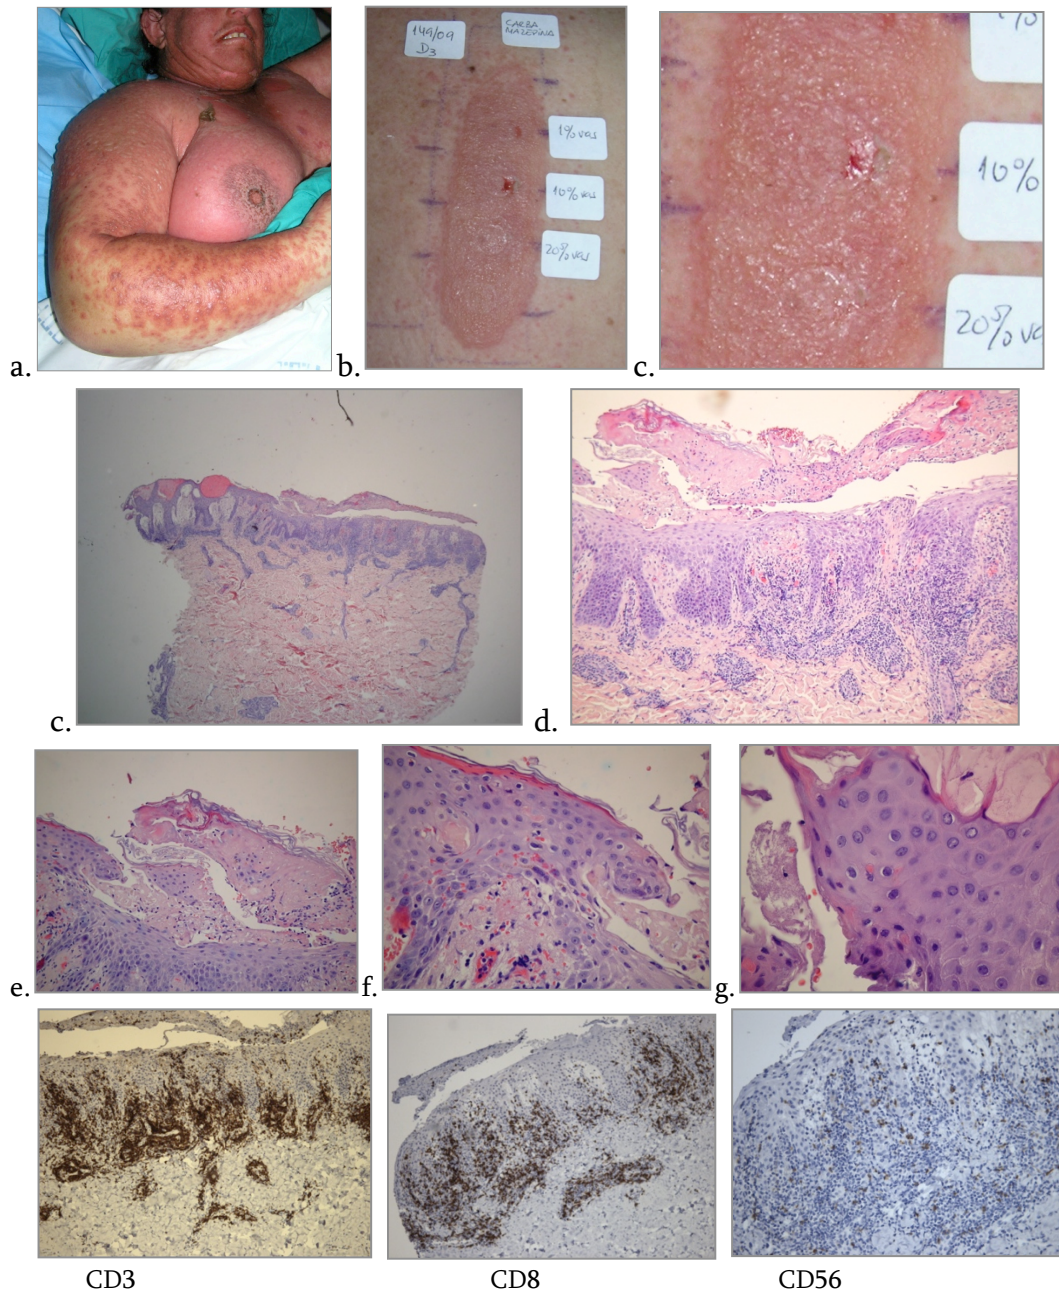 149/09
D3
CARBA
MAZEPINA
1% vas
10% vas
20% vas
10%
20% va
a.
b.
c.
c.
d.
e.
f.
g.
CD3
CD8
CD56